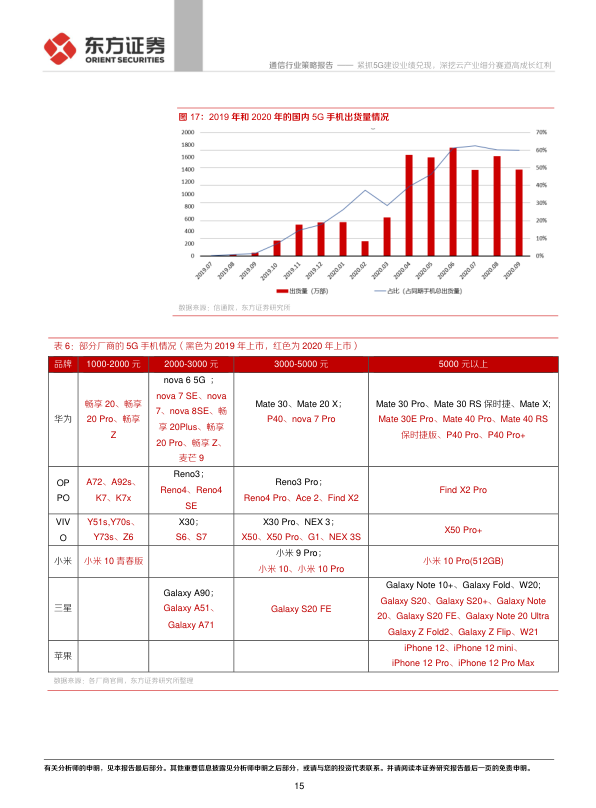 东方证券
ORIENT SECURITIES
通信行业策略报告 —— 紧抓5G建设业绩兑现，深挖云产业细分赛道高成长红利
图 17：2019 年和 2020 年的国内 5G 手机出货量情况
2000 1800 1600 1400 1200 1000 800 600 400 200 0
70% 60% 50% 40% 30% 20% 10% 0%
2019.07 2019.08 2019.09 2019.10 2019.11 2019.12 2020.01 2020.02 2020.03 2020.04 2020.05 2020.06 2020.07 2020.08 2020.09
出货量（万部） 占比（占同期手机总出货量）
数据来源：信通院，东方证券研究所
表 6：部分厂商的 5G 手机情况（黑色为 2019 年上市，红色为 2020 年上市）
品牌 1000-2000 元 2000-3000 元 3000-5000 元 5000 元以上
华为
畅享 20、畅享
20 Pro、畅享
Z
nova 6 5G ；
nova 7 SE、nova
7、nova 8SE、畅
享 20Plus、畅享
20 Pro、畅享 Z、
麦芒 9
Mate 30、Mate 20 X；
P40、nova 7 Pro
Mate 30 Pro、Mate 30 RS 保时捷、Mate X;
Mate 30E Pro、Mate 40 Pro、Mate 40 RS
保时捷版、P40 Pro、P40 Pro+
OP
PO
A72、A92s、
K7、K7x
Reno3；
Reno4、Reno4
SE
Reno3 Pro；
Reno4 Pro、Ace 2、Find X2
Find X2 Pro
VIV
O
Y51s,Y70s、
Y73s、Z6
X30；
S6、S7
X30 Pro、NEX 3；
X50、X50 Pro、G1、NEX 3S
X50 Pro+
小米
小米 10 青春版
小米 9 Pro；
小米 10、小米 10 Pro
小米 10 Pro(512GB)
三星
Galaxy A90；
Galaxy A51、
Galaxy A71
Galaxy S20 FE
Galaxy Note 10+、Galaxy Fold、W20;
Galaxy S20、Galaxy S20+、Galaxy Note
20、Galaxy S20 FE、Galaxy Note 20 Ultra
Galaxy Z Fold2、Galaxy Z Flip、W21
苹果
iPhone 12、iPhone 12 mini、
iPhone 12 Pro、iPhone 12 Pro Max
数据来源：各厂商官网，东方证券研究所整理
有关分析师的申明，见本报告最后部分。其他重要信息披露见分析师申明之后部分，或请与您的投资代表联系。并请阅读本证券研究报告最后一页的免责申明。
15